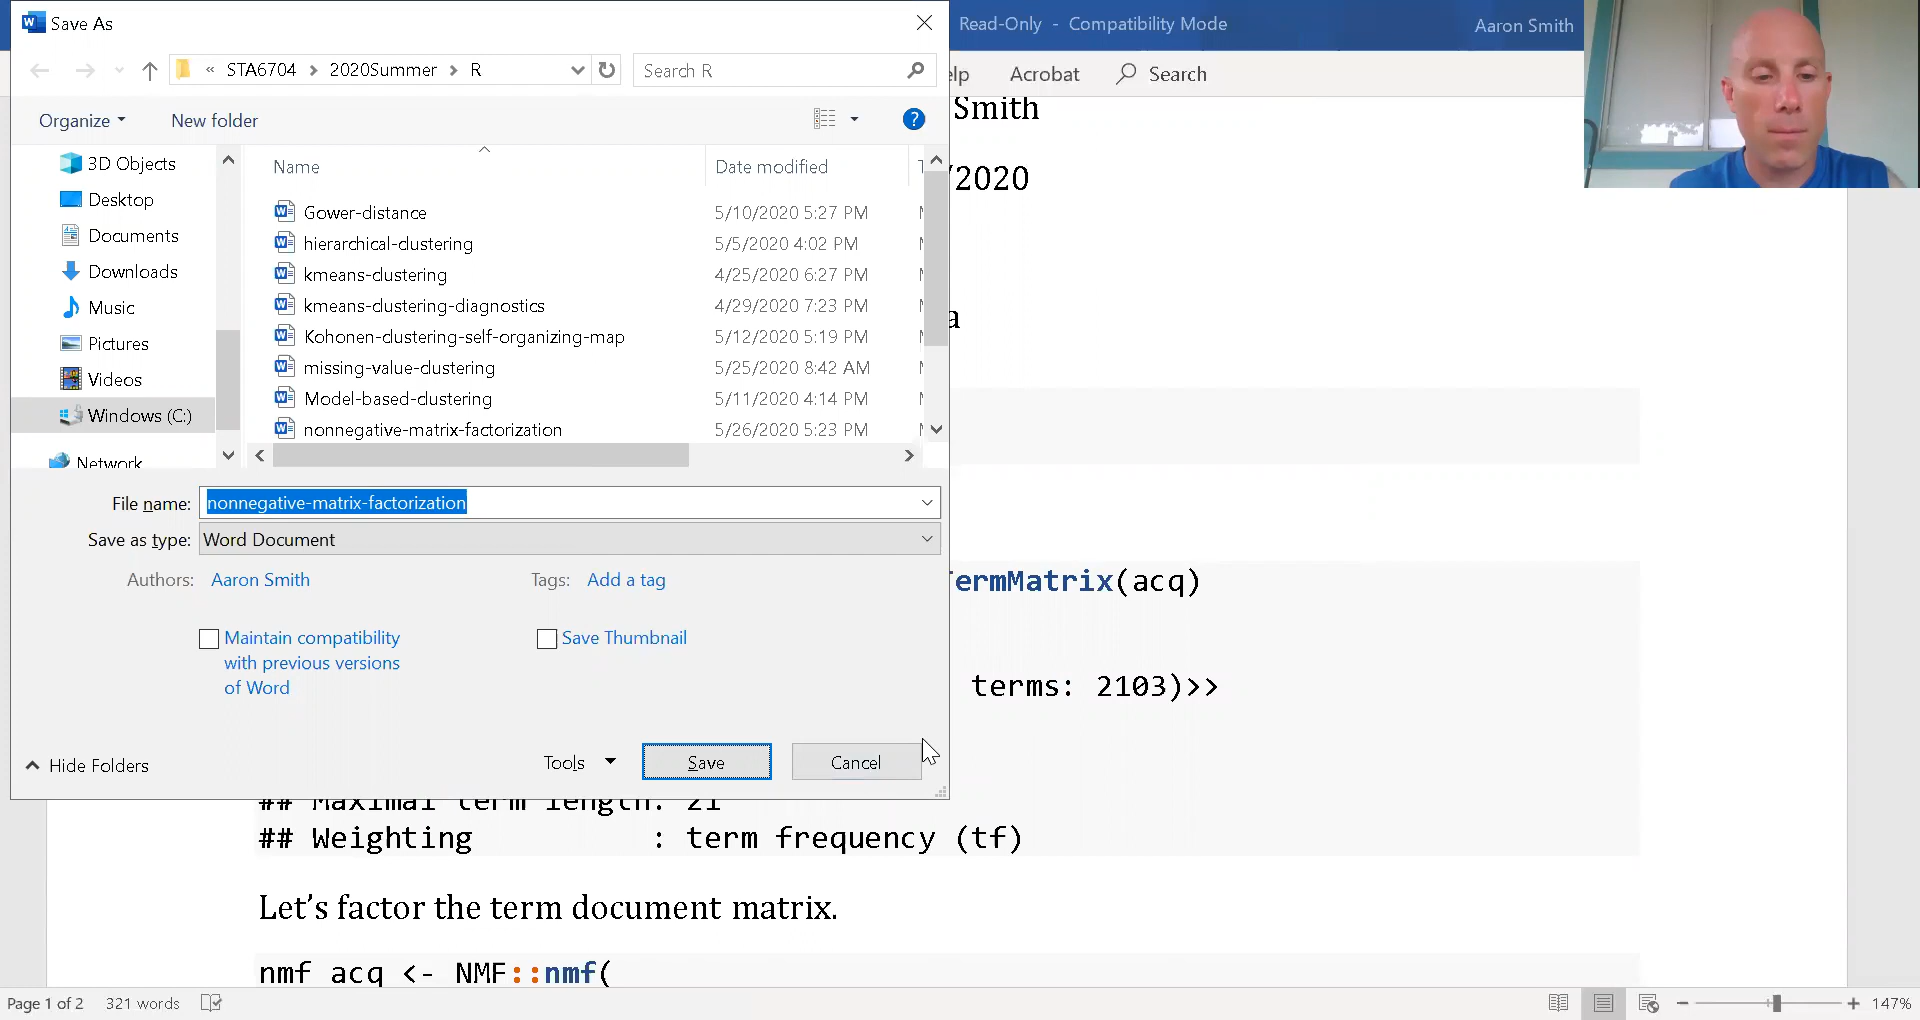 Save As
Read-Only - Compatibility Mode
Aaron Smith
« STA6704 > 2020Summer > R
Search R
Acrobat
Search
Organize
New folder
Smith
3D Objects
Desktop
Documents
Downloads
Music
Pictures
Videos
Windows (C:)
Network
Name
Date modified
Gower-distance 5/10/2020 5:27 PM
hierarchical-clustering 5/5/2020 4:02 PM
kmeans-clustering 4/25/2020 6:27 PM
kmeans-clustering-diagnostics 4/29/2020 7:23 PM
Kohonen-clustering-self-organizing-map 5/12/2020 5:19 PM
missing-value-clustering 5/25/2020 8:42 AM
Model-based-clustering 5/11/2020 4:14 PM
nonnegative-matrix-factorization 5/26/2020 5:23 PM
/2020
a
File name: nonnegative-matrix-factorization
Save as type: Word Document
Authors: Aaron Smith
Tags: Add a tag
Maintain compatibility
with previous versions
of Word
Save Thumbnail
Hide Folders
Tools
Save
Cancel
TermMatrix(acq)
terms: 2103)>>
## Maximal term length: 21
## Weighting : term frequency (tf)
Let’s factor the term document matrix.
nmf_acq <- NMF::nmf(
Page 1 of 2 321 words
147%